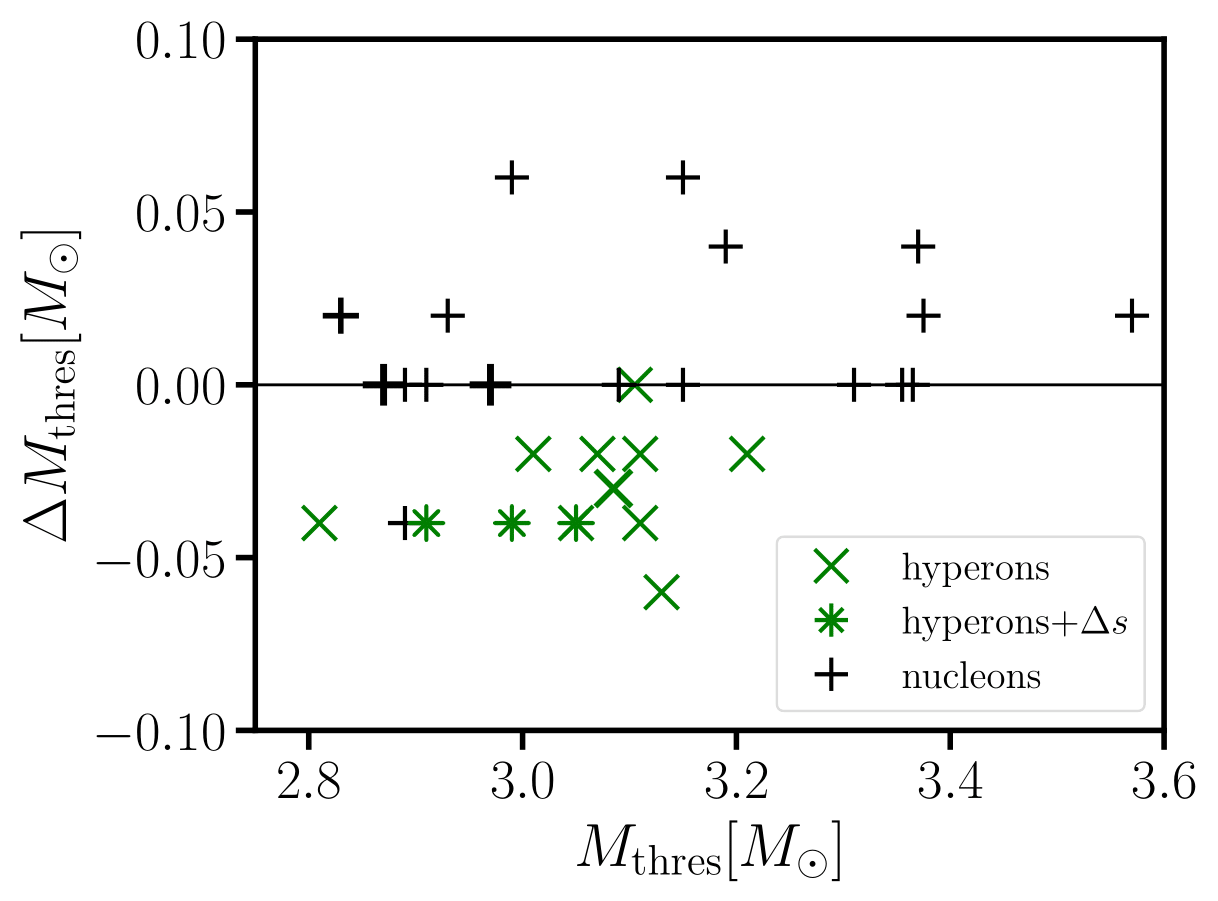 0.10
0.05
0.00
−0.05
−0.10
ΔM_thres[M_⊙]
hyperons
hyperons+Δs
nucleons
2.8 3.0 3.2 3.4 3.6
M_thres[M_⊙]